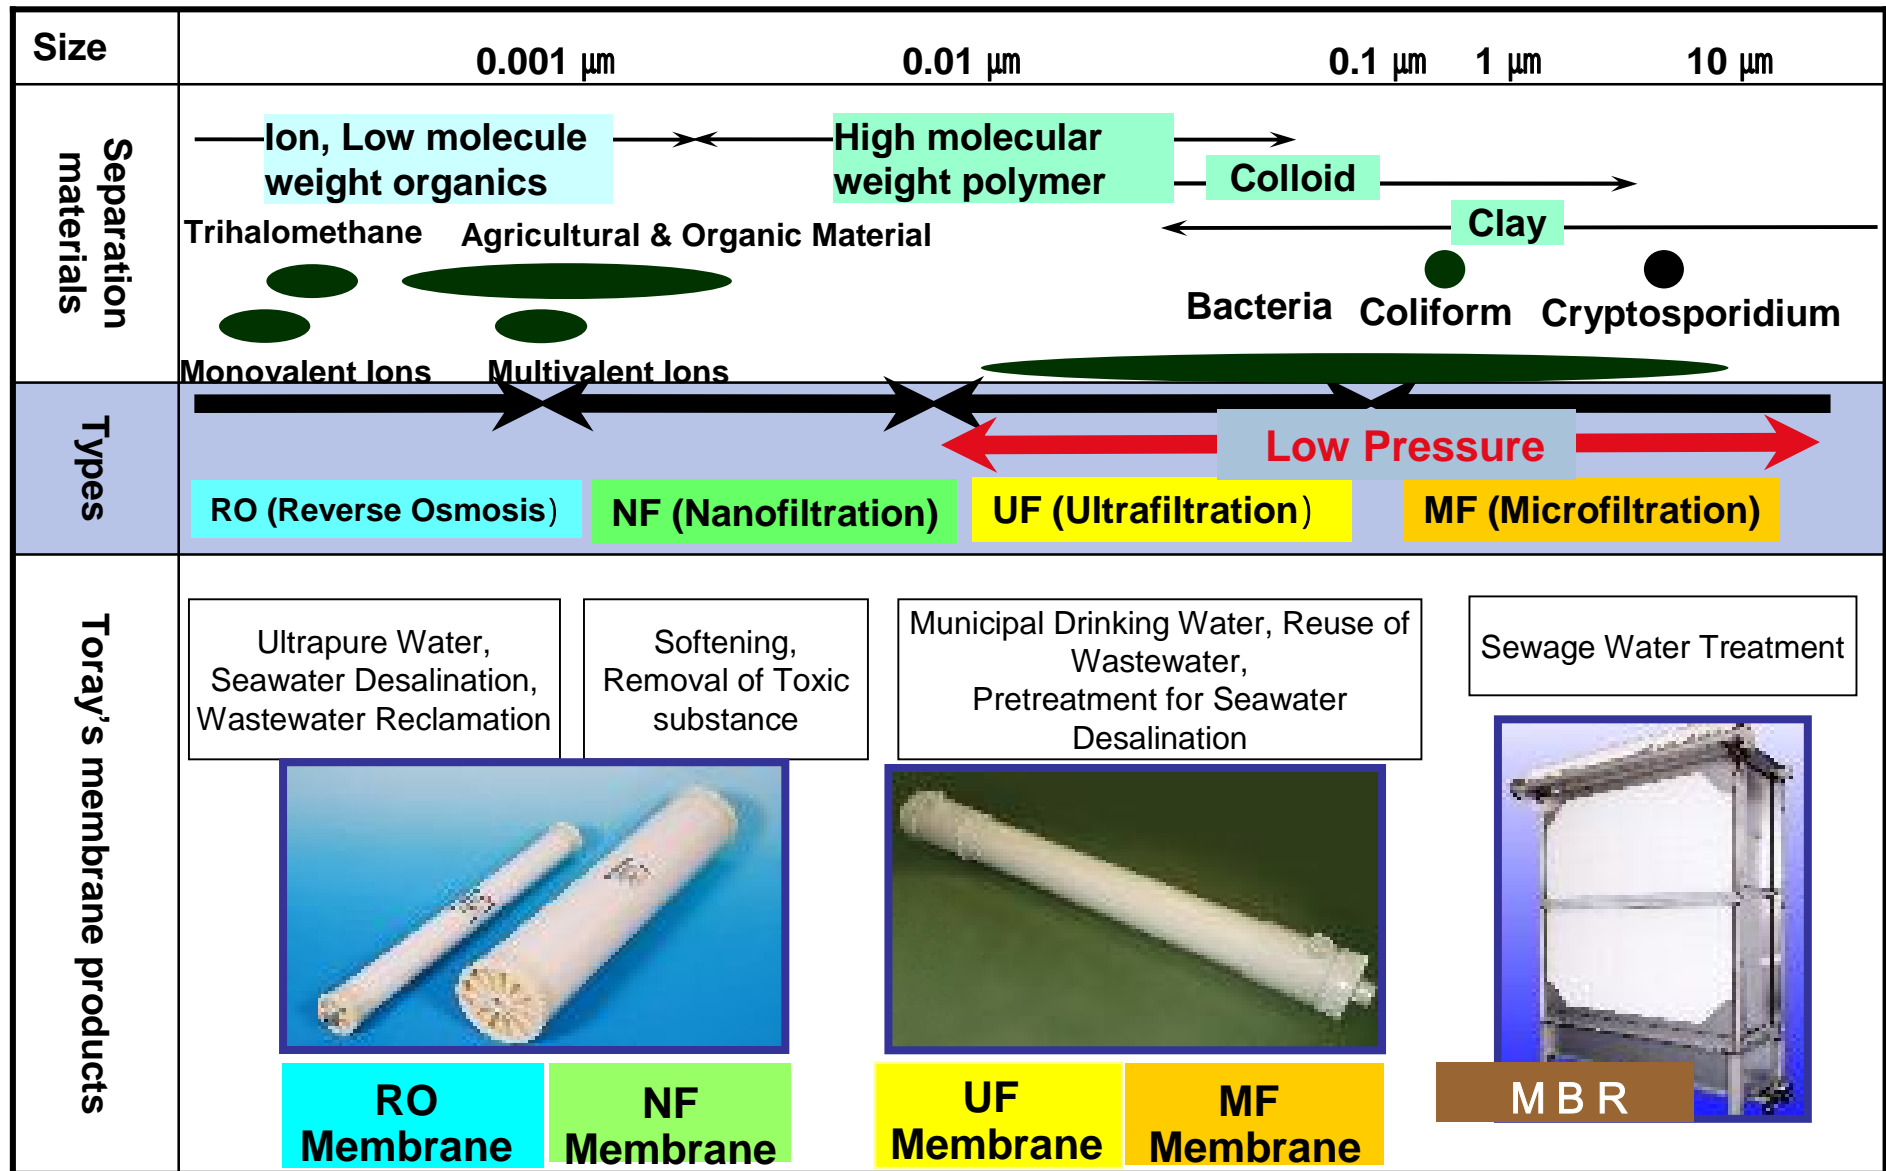 Size
0.001 ㎛
0.01 ㎛
0.1 ㎛
1 ㎛
10 ㎛
Separation
materials
Ion, Low molecule
weight organics
High molecular
weight polymer
Colloid
Clay
Trihalomethane
Agricultural & Organic Material
Bacteria
Coliform
Cryptosporidium
Monovalent Ions
Multivalent Ions
Types
Low Pressure
RO (Reverse Osmosis)
NF (Nanofiltration)
UF (Ultrafiltration)
MF (Microfiltration)
Toray’s membrane products
Ultrapure Water,
Seawater Desalination,
Wastewater Reclamation
Softening,
Removal of Toxic
substance
Municipal Drinking Water, Reuse of
Wastewater,
Pretreatment for Seawater
Desalination
Sewage Water Treatment
RO
Membrane
NF
Membrane
UF
Membrane
MF
Membrane
MBR